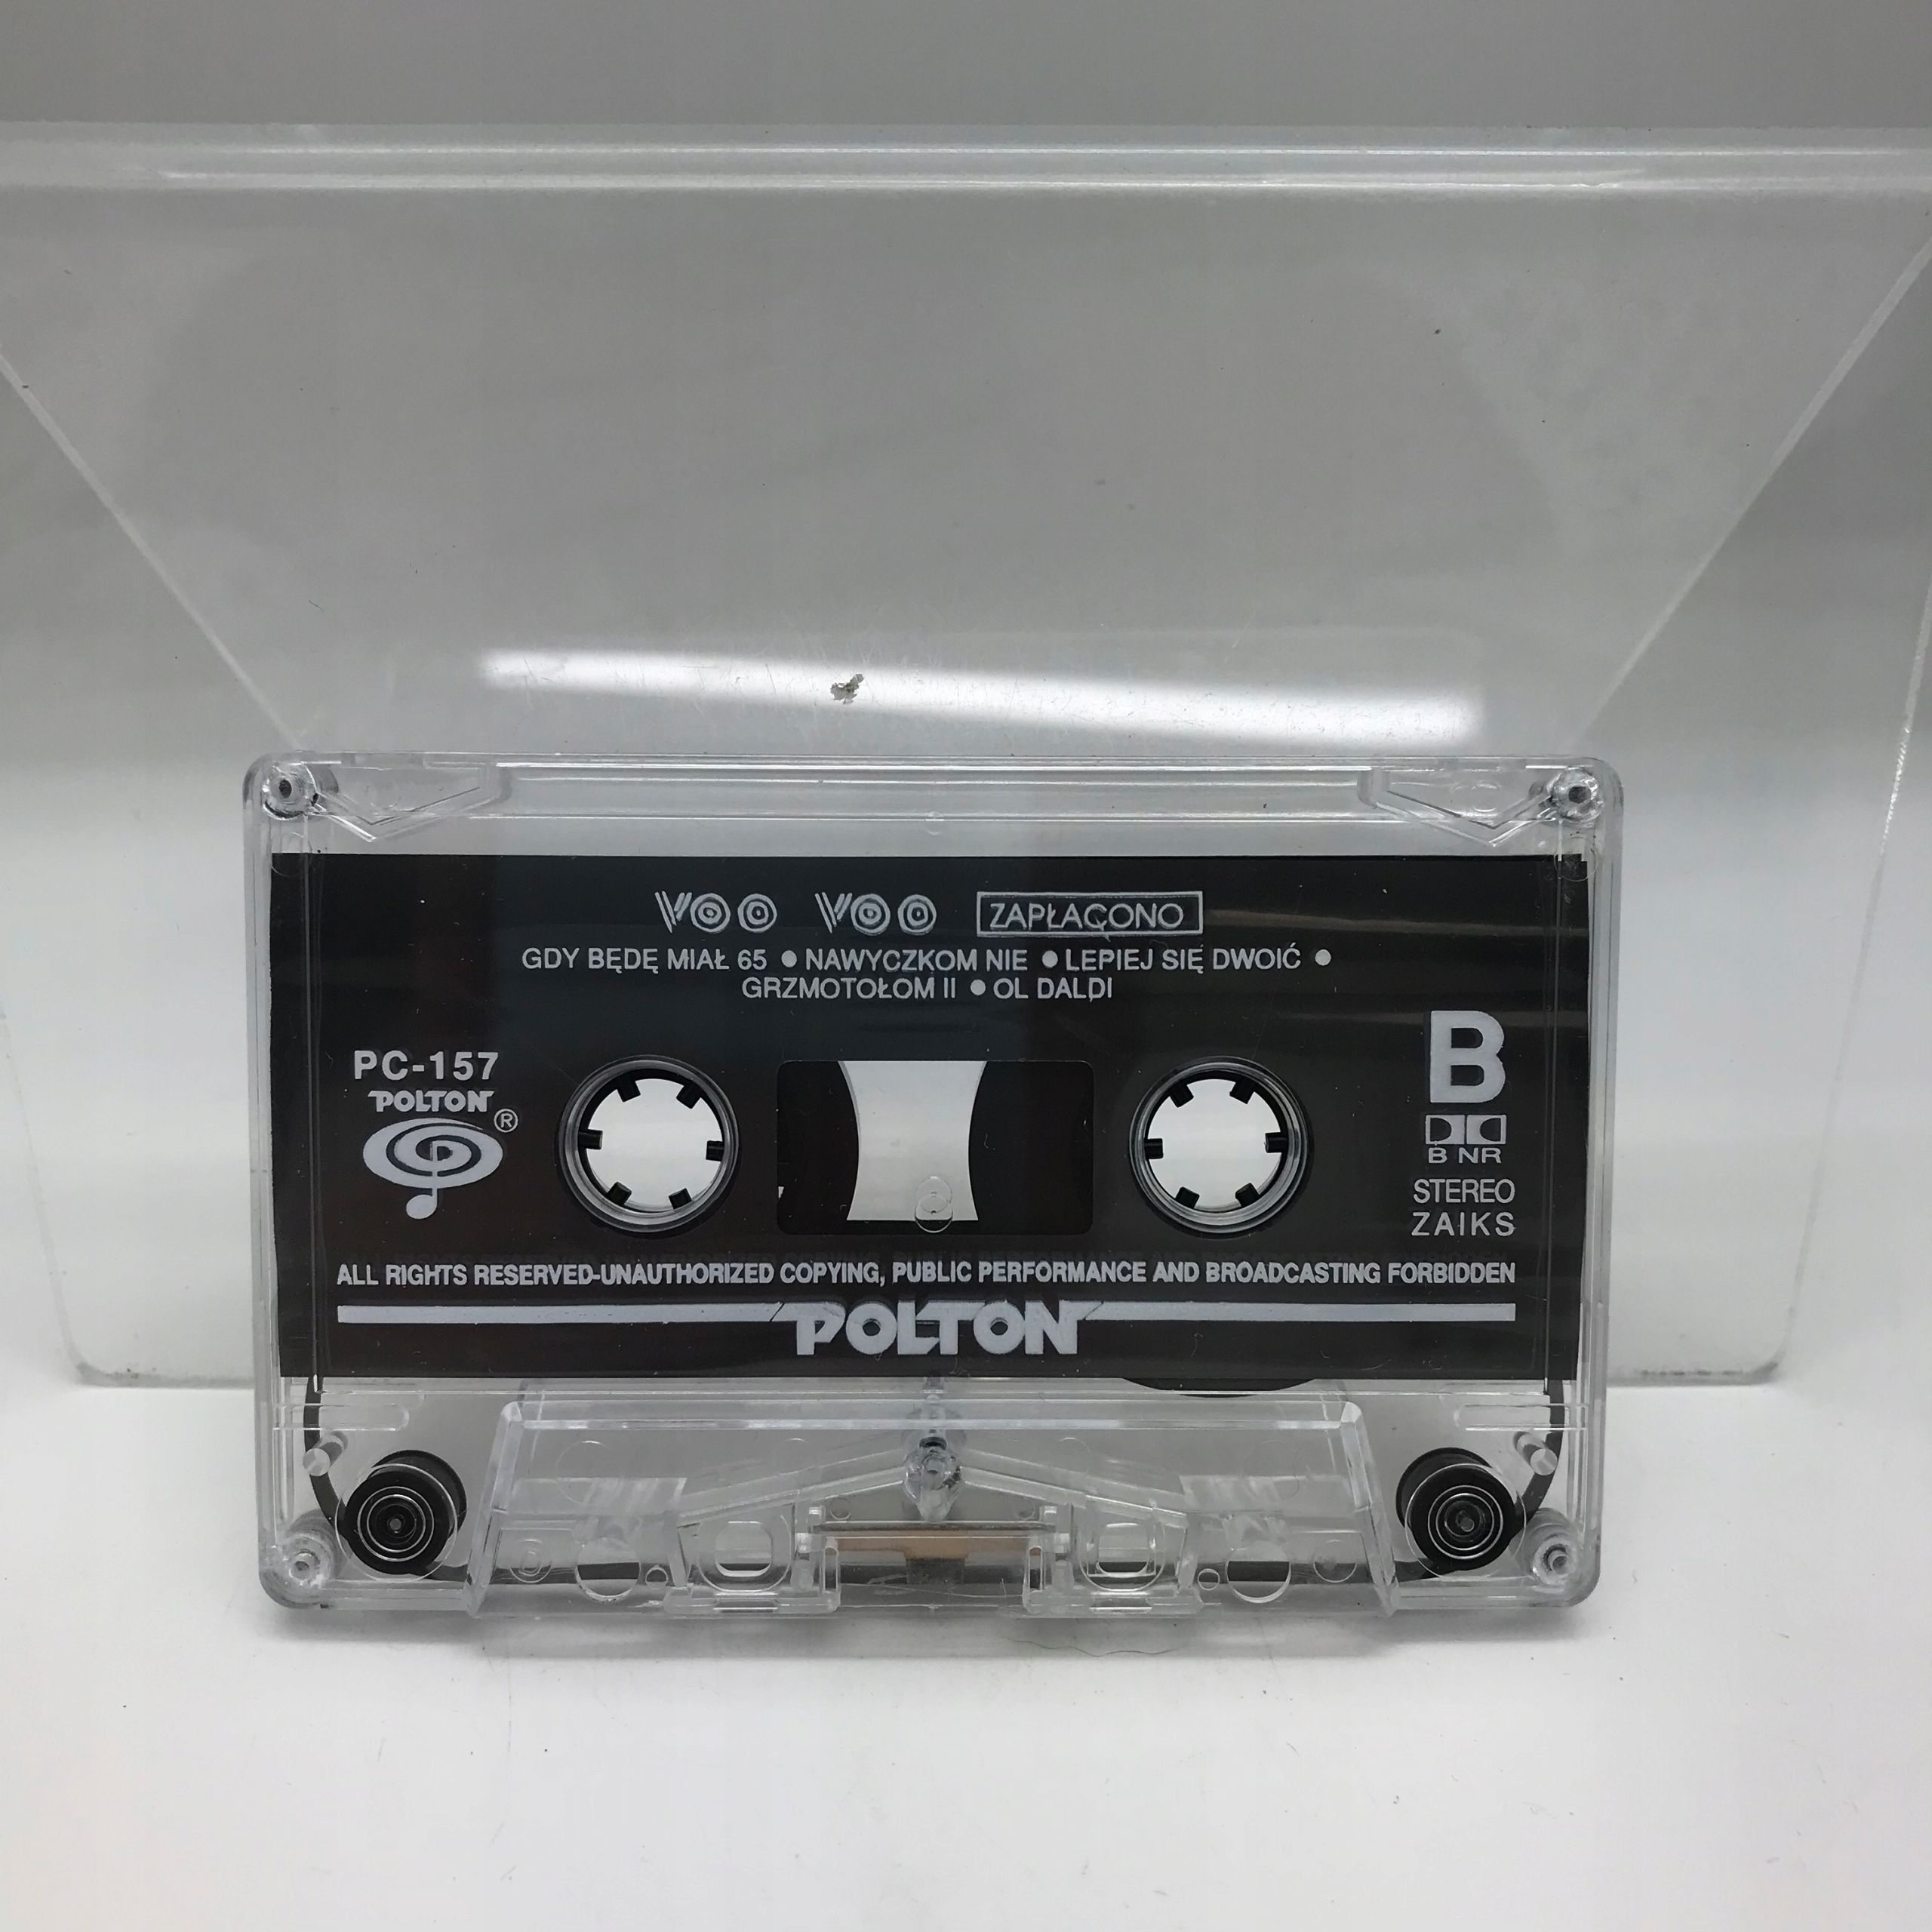 VOO VOO ZAPŁACONO
GDY BĘDĘ MIAŁ 65 • NAWYCZKOM NIE • LEPIEJ SIĘ DWOIĆ •
GRZMOTOŁOM II • OL DALDI
PC-157
POLTON
®
B
B NR
STEREO
ZAIKS
ALL RIGHTS RESERVED-UNAUTHORIZED COPYING, PUBLIC PERFORMANCE AND BROADCASTING FORBIDDEN
POLTON